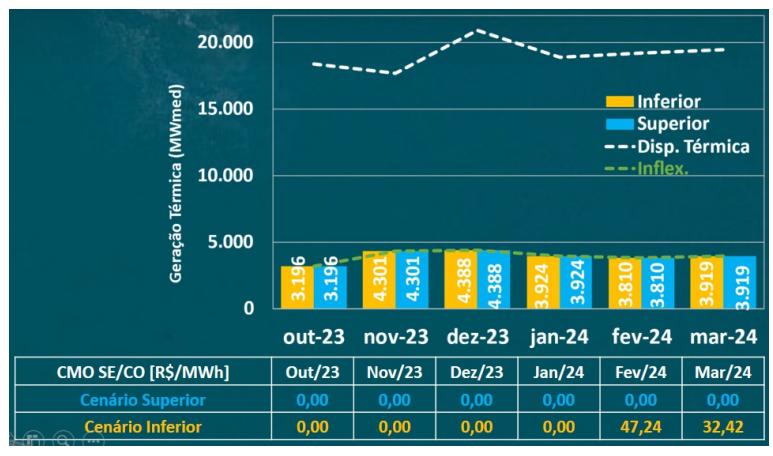 20.000
15.000
10.000
5.000
0
Geração Térmica (MWmed)
Inferior
Superior
Disp. Térmica
Inflex.
3.196 3.196 4.301 4.301 4.388 4.388 3.924 3.924 3.810 3.810 3.919 3.919
out-23 nov-23 dez-23 jan-24 fev-24 mar-24
CMO SE/CO [R$/MWh] Out/23 Nov/23 Dez/23 Jan/24 Fev/24 Mar/24
Cenário Superior 0,00 0,00 0,00 0,00 0,00 0,00
Cenário Inferior 0,00 0,00 0,00 0,00 47,24 32,42